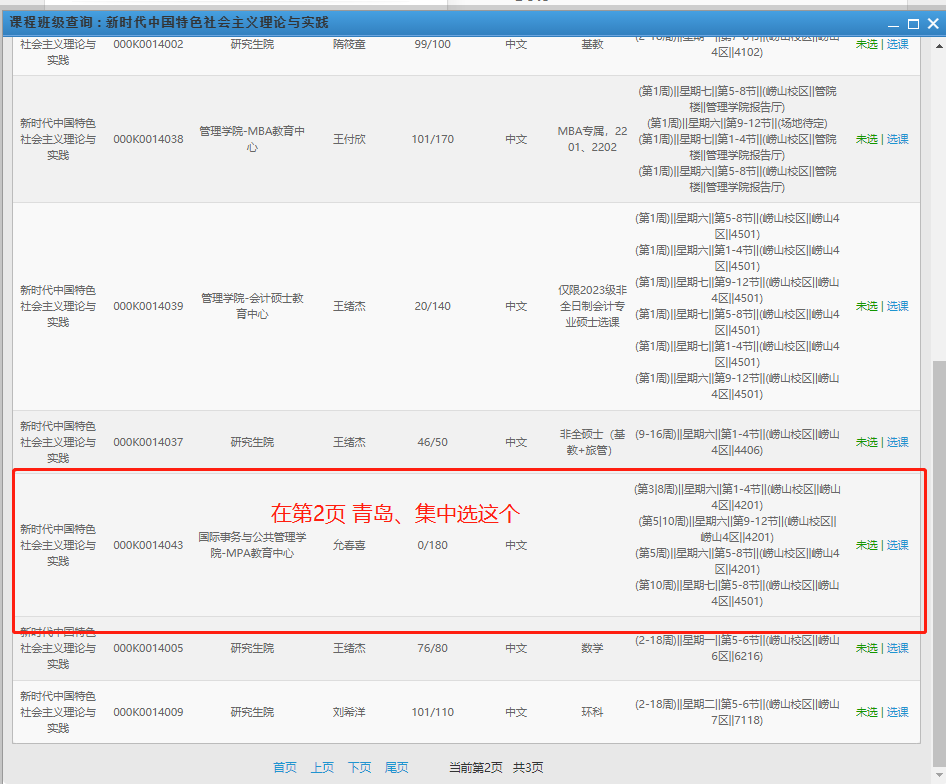 课程班级查询：新时代中国特色社会主义理论与实践
社会主义理论与
实践
000K0014002
研究生院
隋筱童
99/100
中文
基教
4区||4102)
未选 | 选课
新时代中国特色
社会主义理论与
实践
000K0014038
管理学院-MBA教育中
心
王付欣
101/170
中文
MBA专属，22
01、2202
(第1周)||星期七||第5-8节||(崂山校区||管院
楼||管理学院报告厅)
(第1周)||星期六||第9-12节||(场地待定)
(第1周)||星期七||第1-4节||(崂山校区||管院
楼||管理学院报告厅)
(第1周)||星期六||第5-8节||(崂山校区||管院
楼||管理学院报告厅)
未选 | 选课
新时代中国特色
社会主义理论与
实践
000K0014039
管理学院-会计硕士教
育中心
王绪杰
20/140
中文
仅限2023级非
全日制会计专
业硕士选课
(第1周)||星期六||第5-8节||(崂山校区||崂山4
区||4501)
(第1周)||星期六||第1-4节||(崂山校区||崂山4
区||4501)
(第1周)||星期七||第9-12节||(崂山校区||崂山
4区||4501)
(第1周)||星期七||第5-8节||(崂山校区||崂山4
区||4501)
(第1周)||星期七||第1-4节||(崂山校区||崂山4
区||4501)
(第1周)||星期六||第9-12节||(崂山校区||崂山
4区||4501)
未选 | 选课
新时代中国特色
社会主义理论与
实践
000K0014037
研究生院
王绪杰
46/50
中文
非全硕士（基
教+旅管）
(9-16周)||星期六||第1-4节||(崂山校区||崂山
4区||4406)
未选 | 选课
在第2页 青岛、集中选这个
新时代中国特色
社会主义理论与
实践
000K0014043
国际事务与公共管理学
院-MPA教育中心
允春喜
0/180
中文
(第3|8周)||星期六||第1-4节||(崂山校区||崂山
4区||4201)
(第5|10周)||星期六||第9-12节||(崂山校区||
崂山4区||4201)
(第5周)||星期六||第5-8节||(崂山校区||崂山4
区||4201)
(第10周)||星期七||第5-8节||(崂山校区||崂山
4区||4501)
未选 | 选课
新时代中国特色
社会主义理论与
实践
000K0014005
研究生院
王绪杰
76/80
中文
数学
(2-18周)||星期一||第5-6节||(崂山校区||崂山
6区||6216)
未选 | 选课
新时代中国特色
社会主义理论与
实践
000K0014009
研究生院
刘希洋
101/110
中文
环科
(2-18周)||星期二||第5-6节||(崂山校区||崂山
7区||7118)
未选 | 选课
首页 上页 下页 尾页 当前第2页 共3页